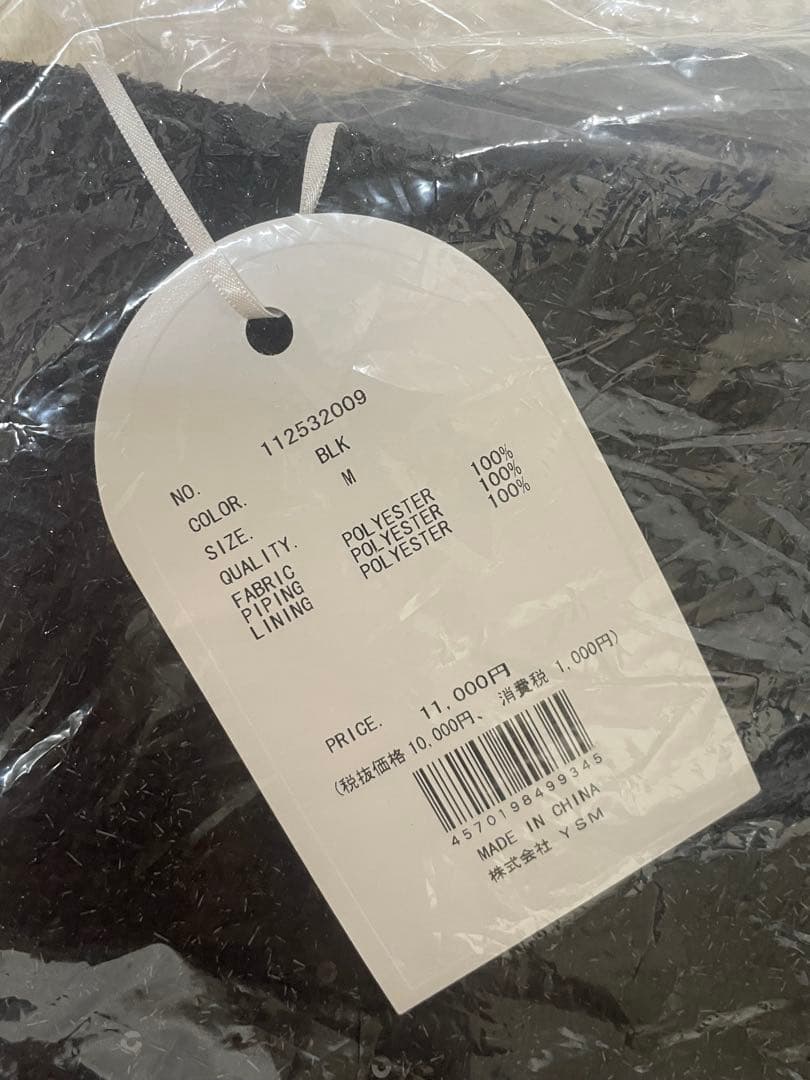 NO. 112532009
COLOR. BLK
SIZE. M
QUALITY.
FABRIC POLYESTER 100%
PIPING POLYESTER 100%
LINING POLYESTER 100%
PRICE. 11,000円
(税抜価格 10,000円、 消費税 1,000円)
4570198499345
MADE IN CHINA
株式会社 YSM